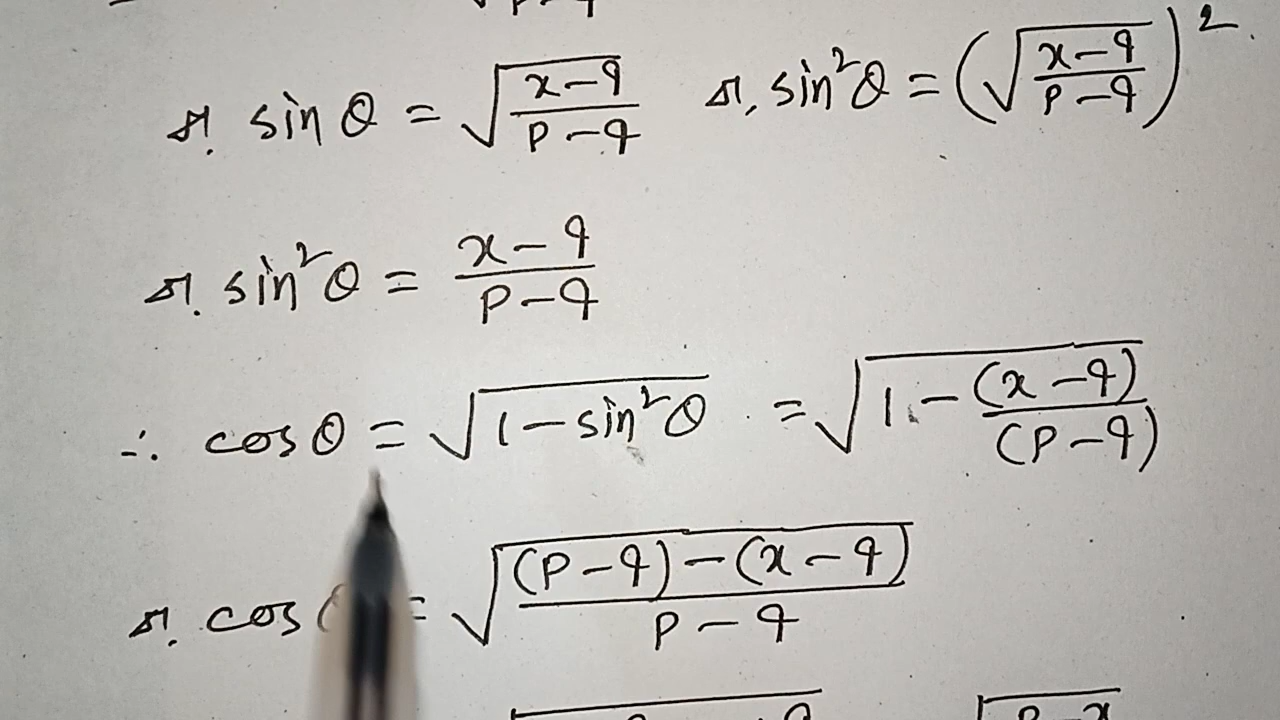 বা, sin θ = √((x−q)/(p−q)) বা, sin²θ = (√((x−q)/(p−q)))².
বা, sin²θ = (x−q)/(p−q)
∴ cos θ = √(1−sin²θ) = √(1−(x−q)/(p−q))
বা, cos = √(((p−q)−(x−q))/(p−q))